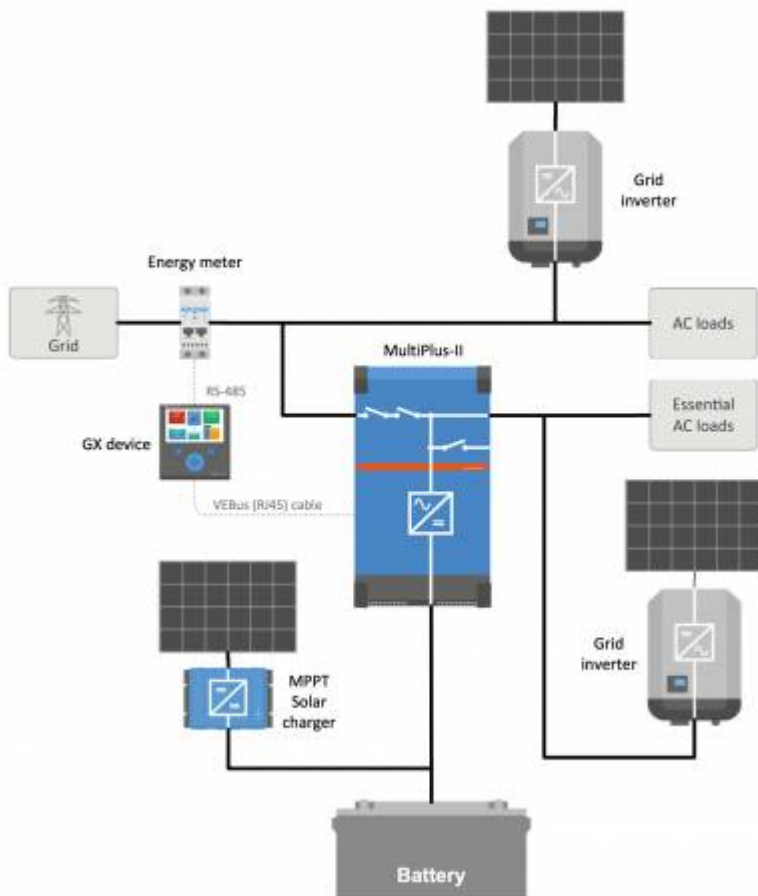 Grid
inverter
Energy meter
Grid
AC loads
MultiPlus-II
RS-485
Essential
AC loads
GX device
VEBus (RJ45) cable
Grid
inverter
MPPT
Solar
charger
Battery